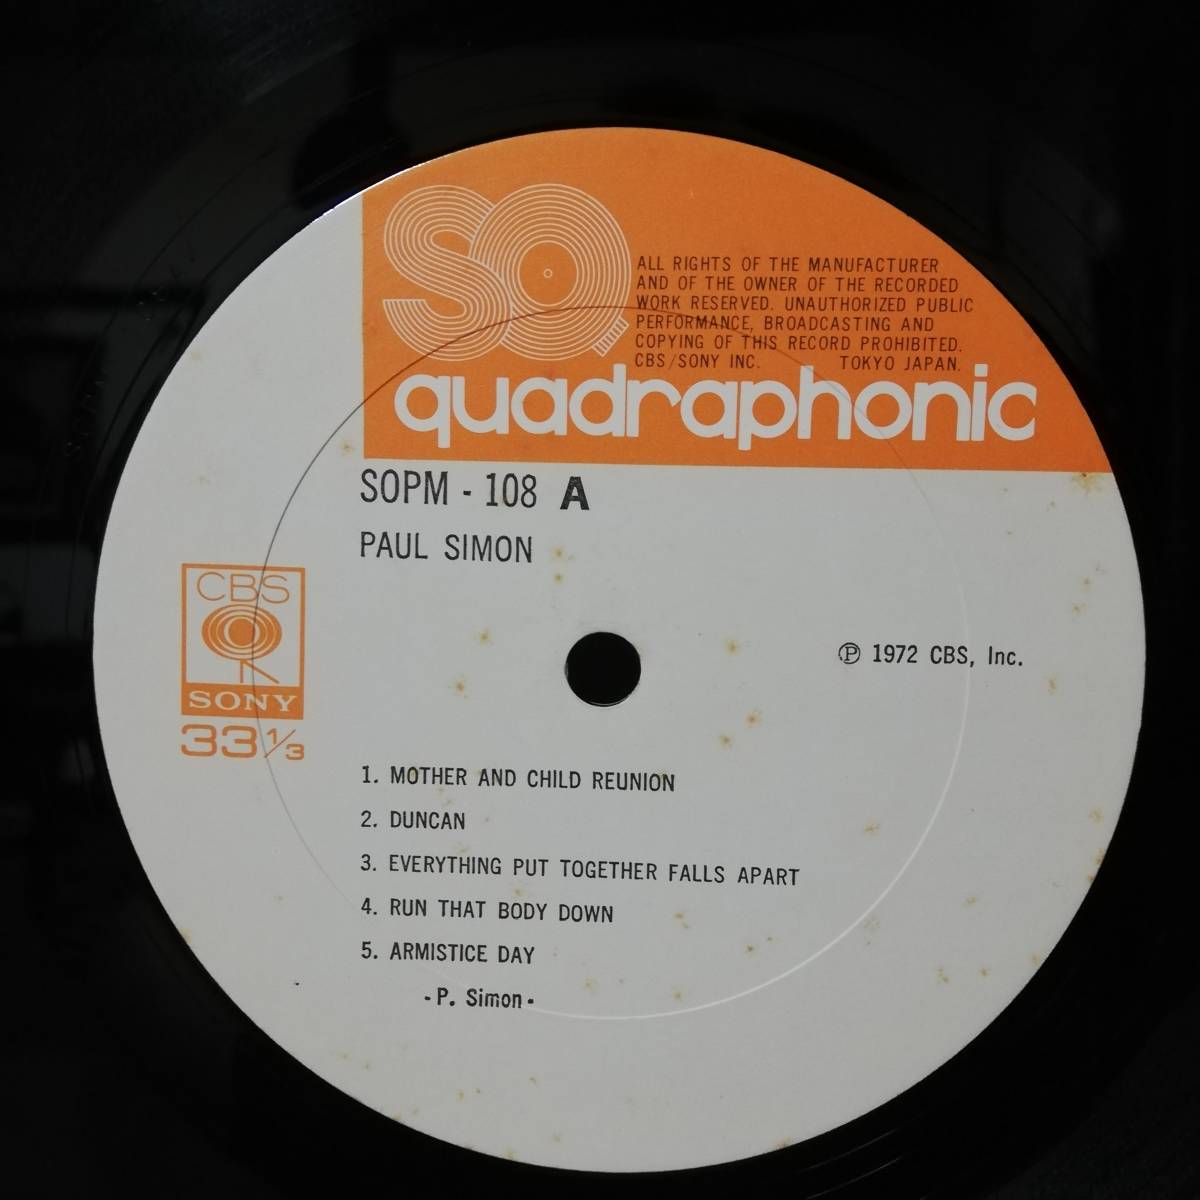 SQ
ALL RIGHTS OF THE MANUFACTURER
AND OF THE OWNER OF THE RECORDED
WORK RESERVED. UNAUTHORIZED PUBLIC
PERFORMANCE, BROADCASTING AND
COPYING OF THIS RECORD PROHIBITED.
CBS/SONY INC. TOKYO JAPAN.
quadraphonic
SOPM - 108 A
PAUL SIMON
CBS
SONY
33 1/3
℗ 1972 CBS, Inc.
1. MOTHER AND CHILD REUNION
2. DUNCAN
3. EVERYTHING PUT TOGETHER FALLS APART
4. RUN THAT BODY DOWN
5. ARMISTICE DAY
-P. Simon-